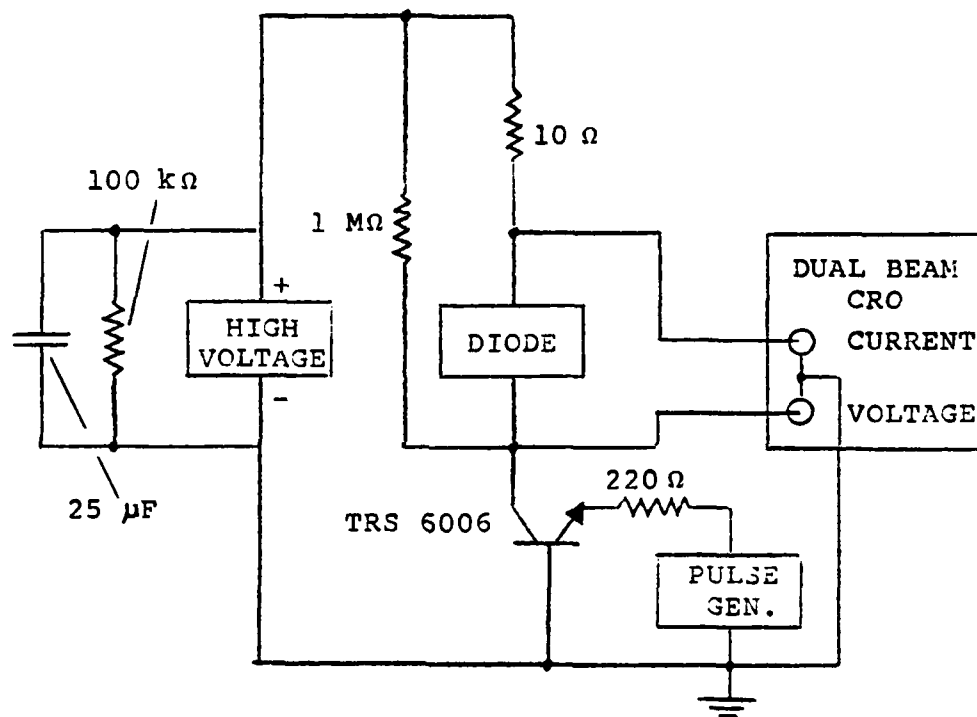 10 Ω
100 kΩ
1 MΩ
DUAL BEAM
CRO
+
HIGH
VOLTAGE
-
DIODE
CURRENT
VOLTAGE
25 µF
220 Ω
TRS 6006
PULSE
GEN.